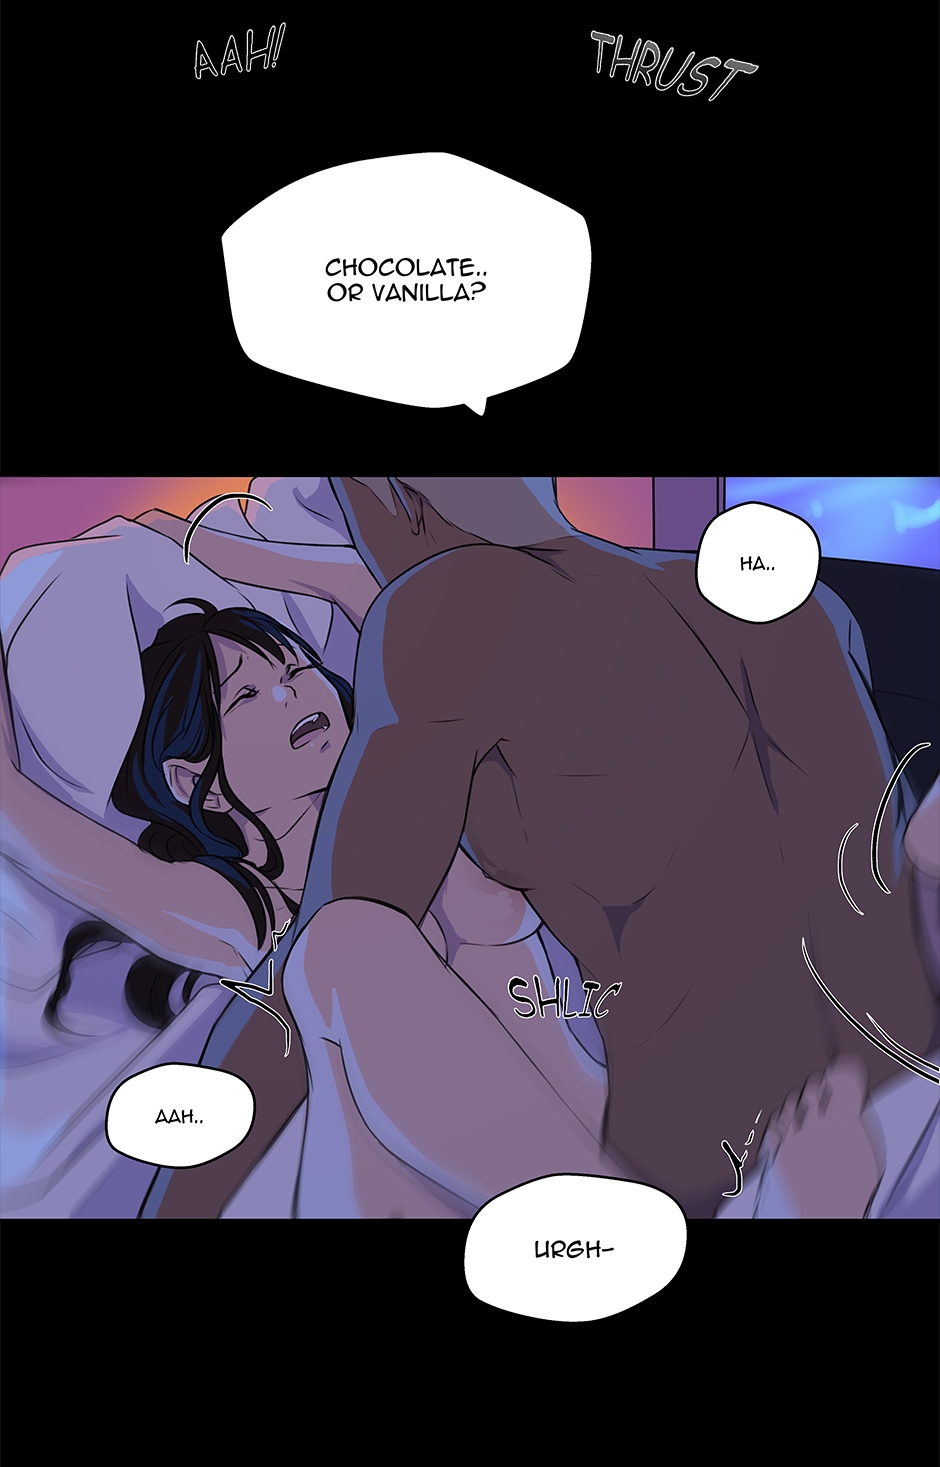 AAH!
THRUST
CHOCOLATE..
OR VANILLA?
HA..
SHLIC
AAH..
URGH-